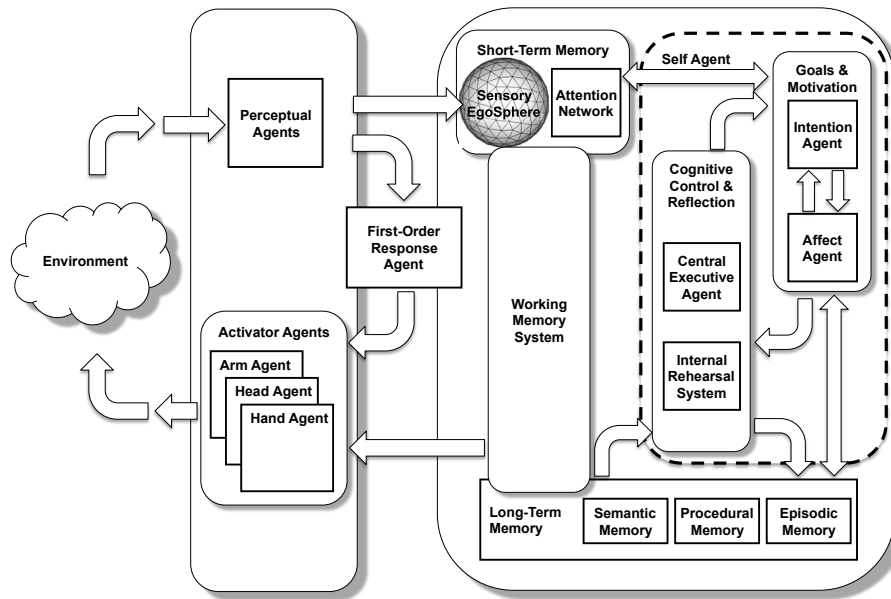 Short-Term Memory
Sensory
EgoSphere
Attention
Network
Self Agent
Goals &
Motivation
Intention
Agent
Affect
Agent
Perceptual
Agents
Cognitive
Control &
Reflection
Central
Executive
Agent
Internal
Rehearsal
System
First-Order
Response
Agent
Environment
Working
Memory
System
Activator Agents
Arm Agent
Head Agent
Hand Agent
Long-Term
Memory
Semantic
Memory
Procedural
Memory
Episodic
Memory